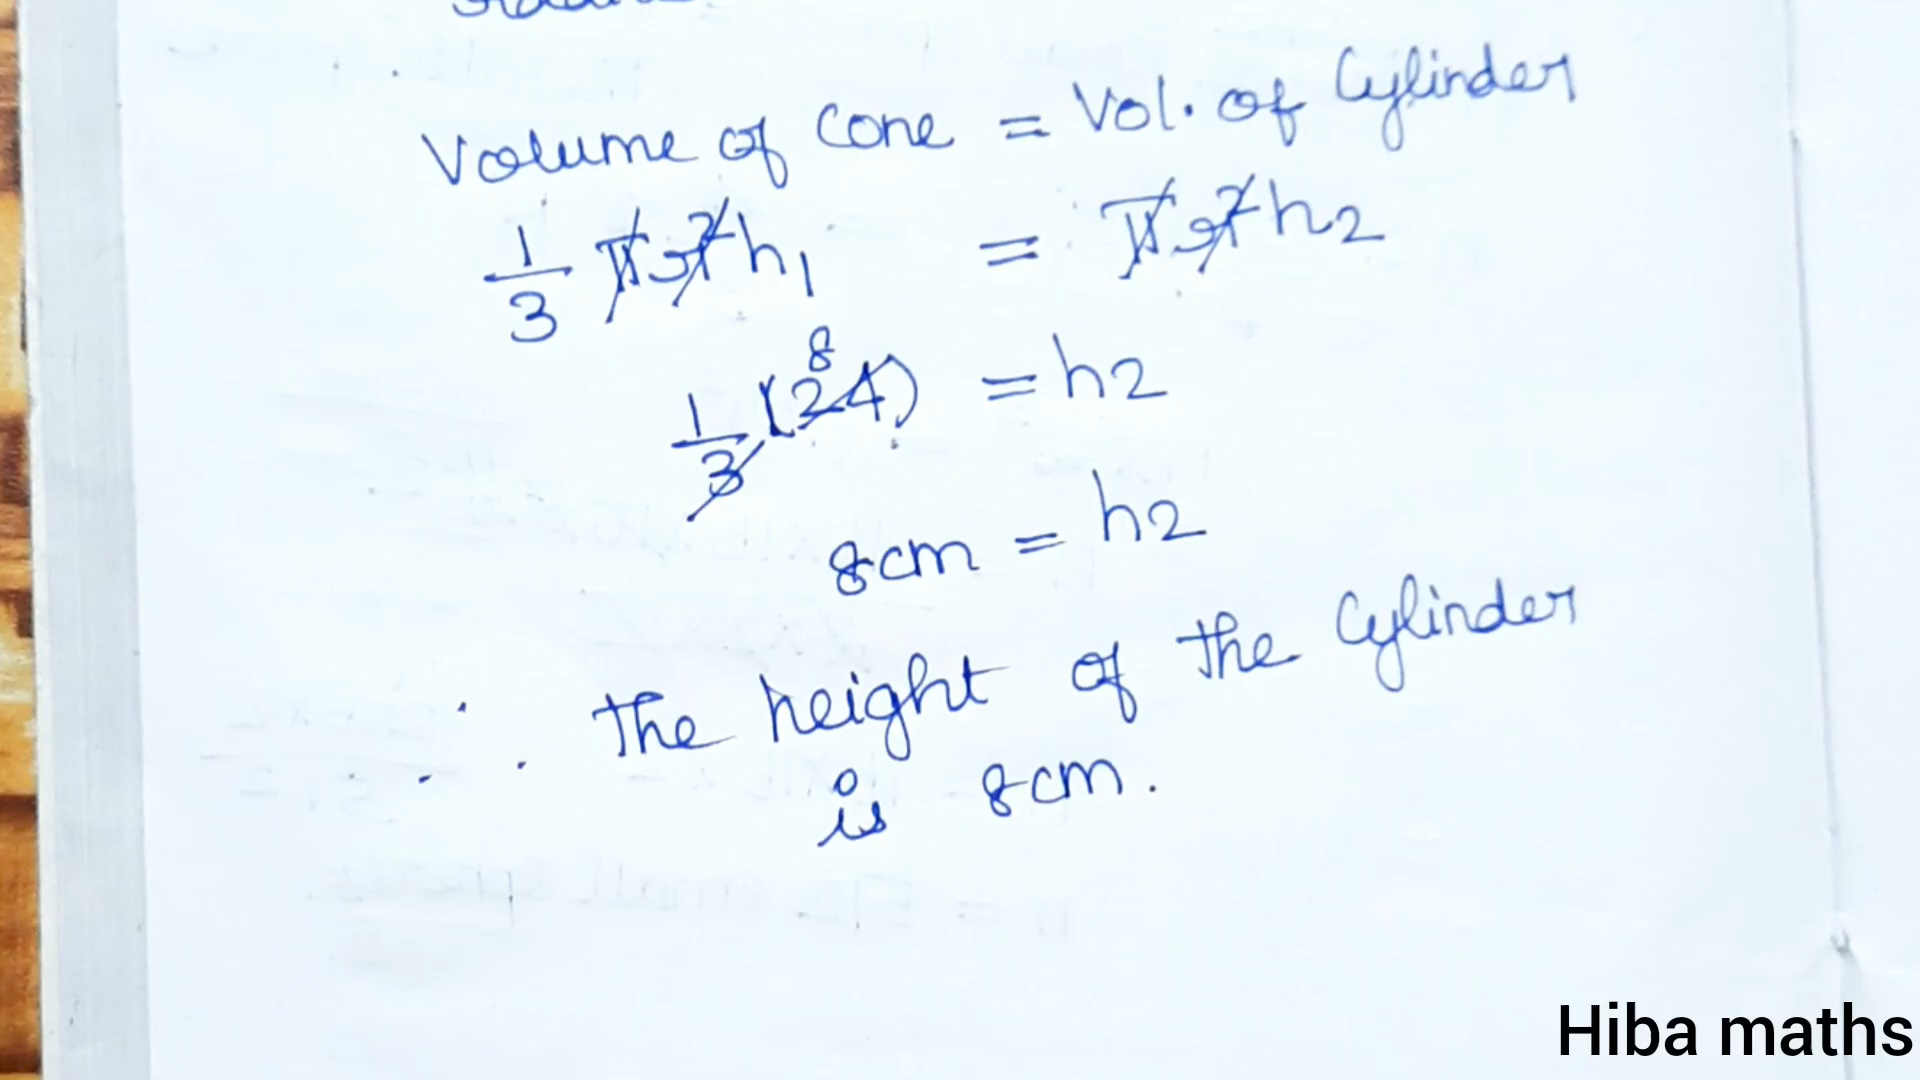 Volume of Cone = Vol. of Cylinder
1/3 πr²h₁ = πr²h₂
1/3 (24) = h₂ 8
8cm = h₂
∴ The height of the Cylinder
is 8cm.
Hiba maths